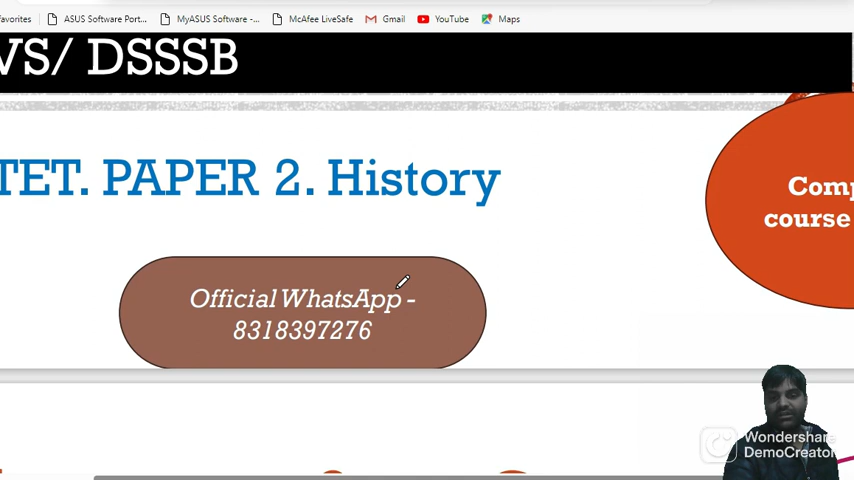 avorites ASUS Software Port... MyASUS Software -... McAfee LiveSafe Gmail YouTube Maps
VS/ DSSSB
TET. PAPER 2. History
Comp
course
Official WhatsApp -
8318397276
Wondershare
DemoCreator